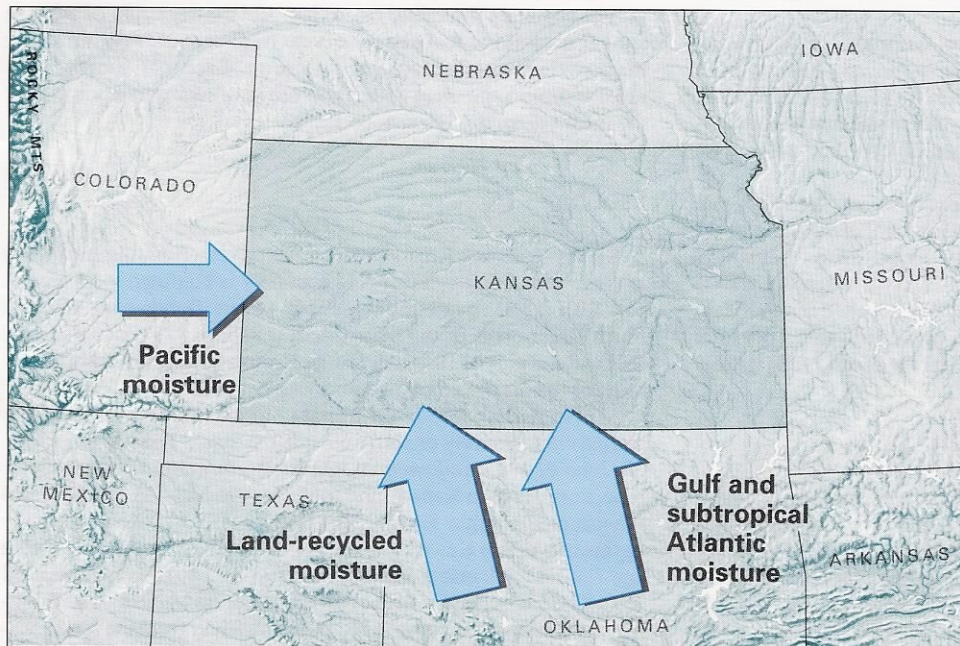 IOWA
NEBRASKA
ROCKY MTS
COLORADO
KANSAS
MISSOURI
Pacific
moisture
NEW
MEXICO
TEXAS
Land-recycled
moisture
Gulf and
subtropical
Atlantic
moisture
ARKANSAS
OKLAHOMA